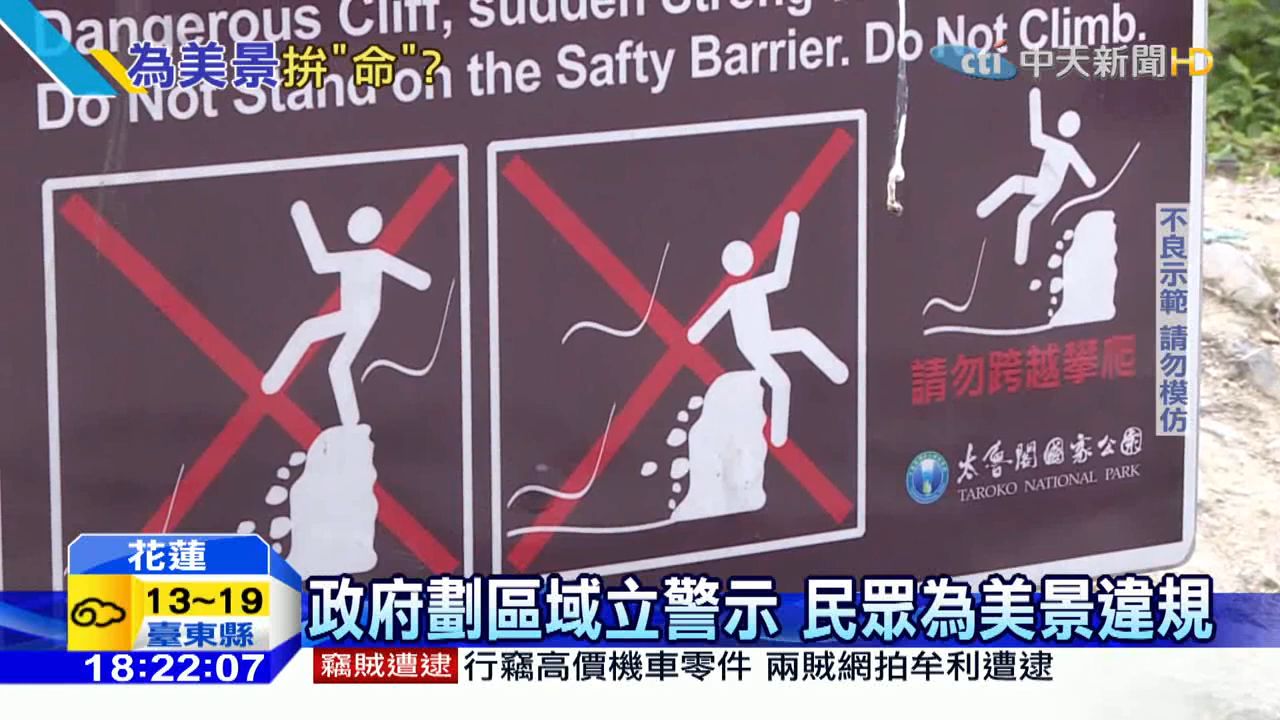 Dangerous Cliff, sudden Strong
為美景拚"命"?
Do Not Stand on the Safty Barrier. Do Not Climb.
cti 中天新聞HD
不良示範 請勿模仿
請勿跨越攀爬
太魯閣國家公園
TAROKO NATIONAL PARK
花蓮
13~19
臺東縣
18:22:07
政府劃區域立警示 民眾為美景違規
竊賊遭逮 行竊高價機車零件 兩賊網拍牟利遭逮